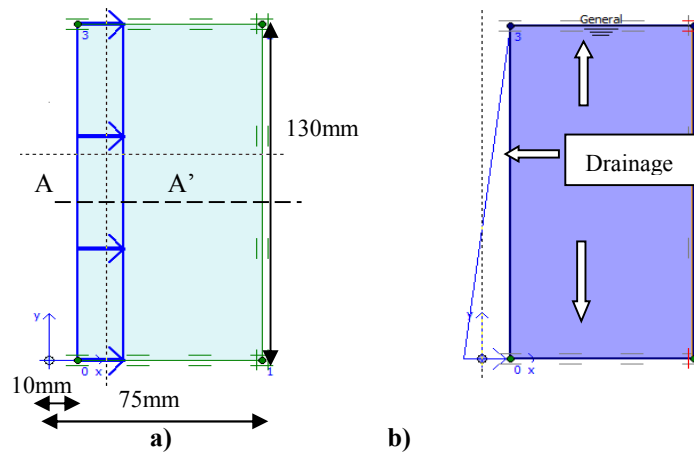 General
3
3
130mm
A A'
Drainage
y
y
0 x
1
0 x
10mm
75mm
a)
b)